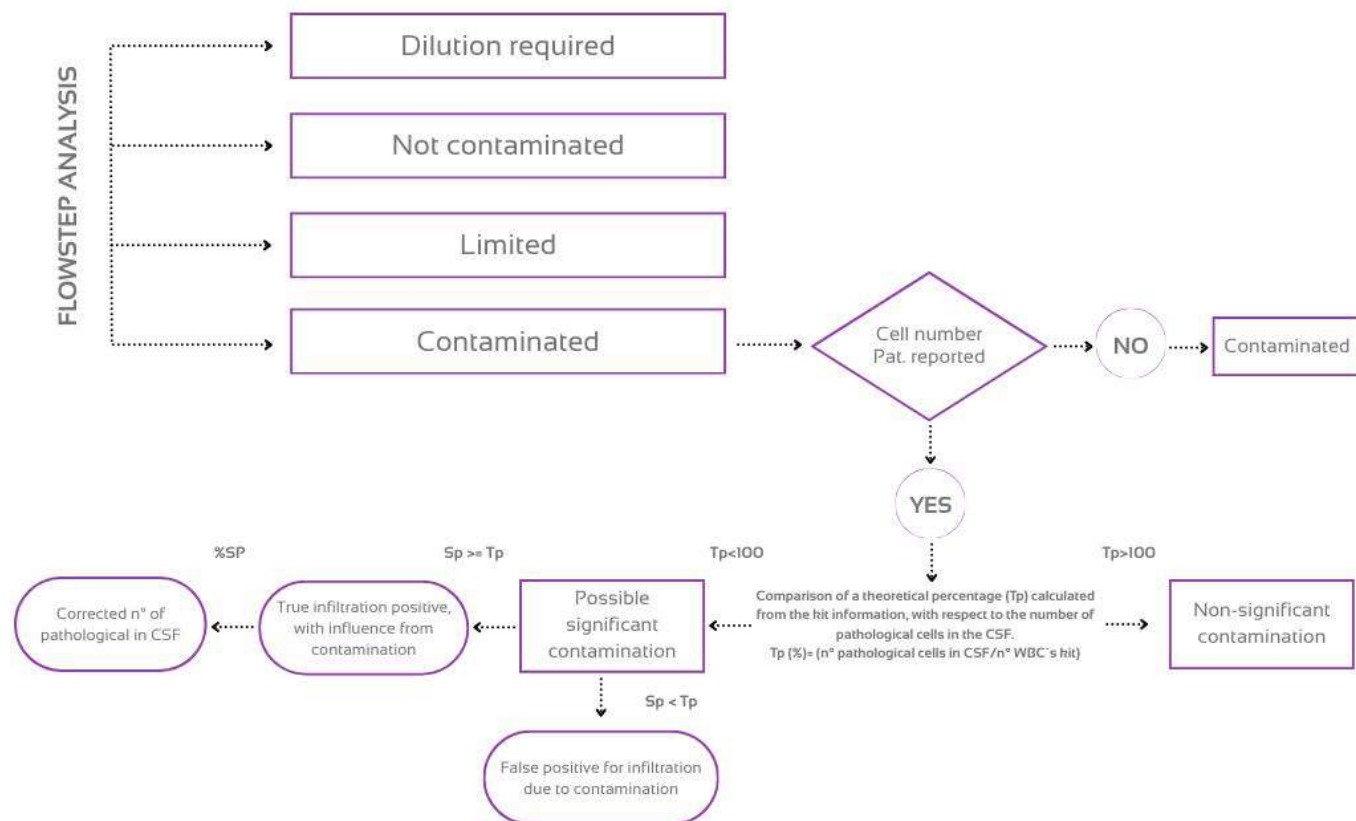 FLOWSTEP ANALYSIS
Dilution required
Not contaminated
Limited
Contaminated
Cell number
Pat. reported
NO
Contaminated
YES
%SP
Sp >= Tp
Tp<100
Tp>100
Corrected n° of
pathological in CSF
True infiltration positive,
with influence from
contamination
Possible
significant
contamination
Comparison of a theoretical percentage (Tp) calculated
from the hit information, with respect to the number of
pathological cells in the CSF.
Tp (%)= (n° pathological cells in CSF/n° WBC´s hit)
Non-significant
contamination
Sp < Tp
False positive for infiltration
due to contamination